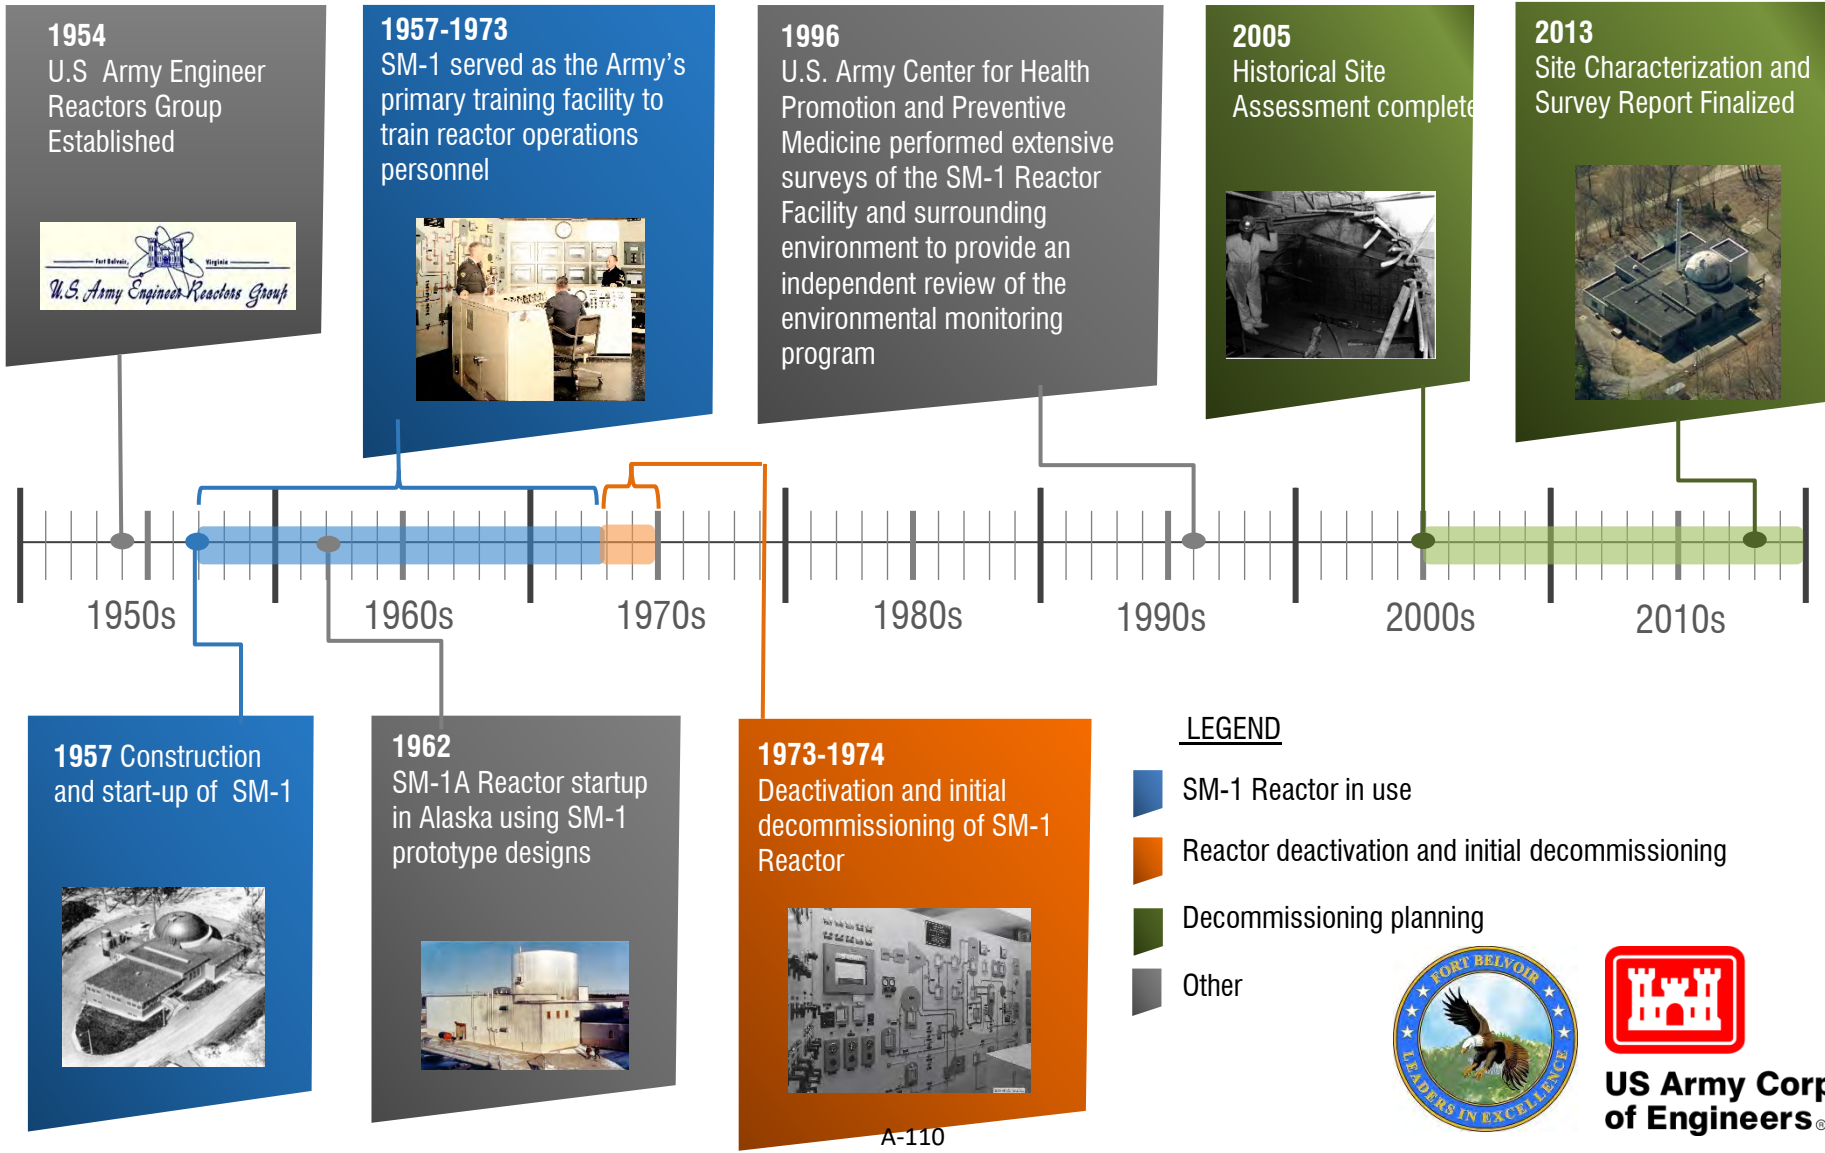 1954
U.S  Army Engineer
Reactors Group
Established
Fort Belvoir, Virginia
U.S. Army Engineer Reactors Group
1957-1973
SM-1 served as the Army’s
primary training facility to
train reactor operations
personnel
1996
U.S. Army Center for Health
Promotion and Preventive
Medicine performed extensive
surveys of the SM-1 Reactor
Facility and surrounding
environment to provide an
independent review of the
environmental monitoring
program
2005
Historical Site
Assessment complete
2013
Site Characterization and
Survey Report Finalized
1950s
1960s
1970s
1980s
1990s
2000s
2010s
1957 Construction
and start-up of  SM-1
1962
SM-1A Reactor startup
in Alaska using SM-1
prototype designs
1973-1974
Deactivation and initial
decommissioning of SM-1
Reactor
LEGEND
SM-1 Reactor in use
Reactor deactivation and initial decommissioning
Decommissioning planning
Other
FORT BELVOIR
LEADERS IN EXCELLENCE
US Army Corp
of Engineers®
A-110